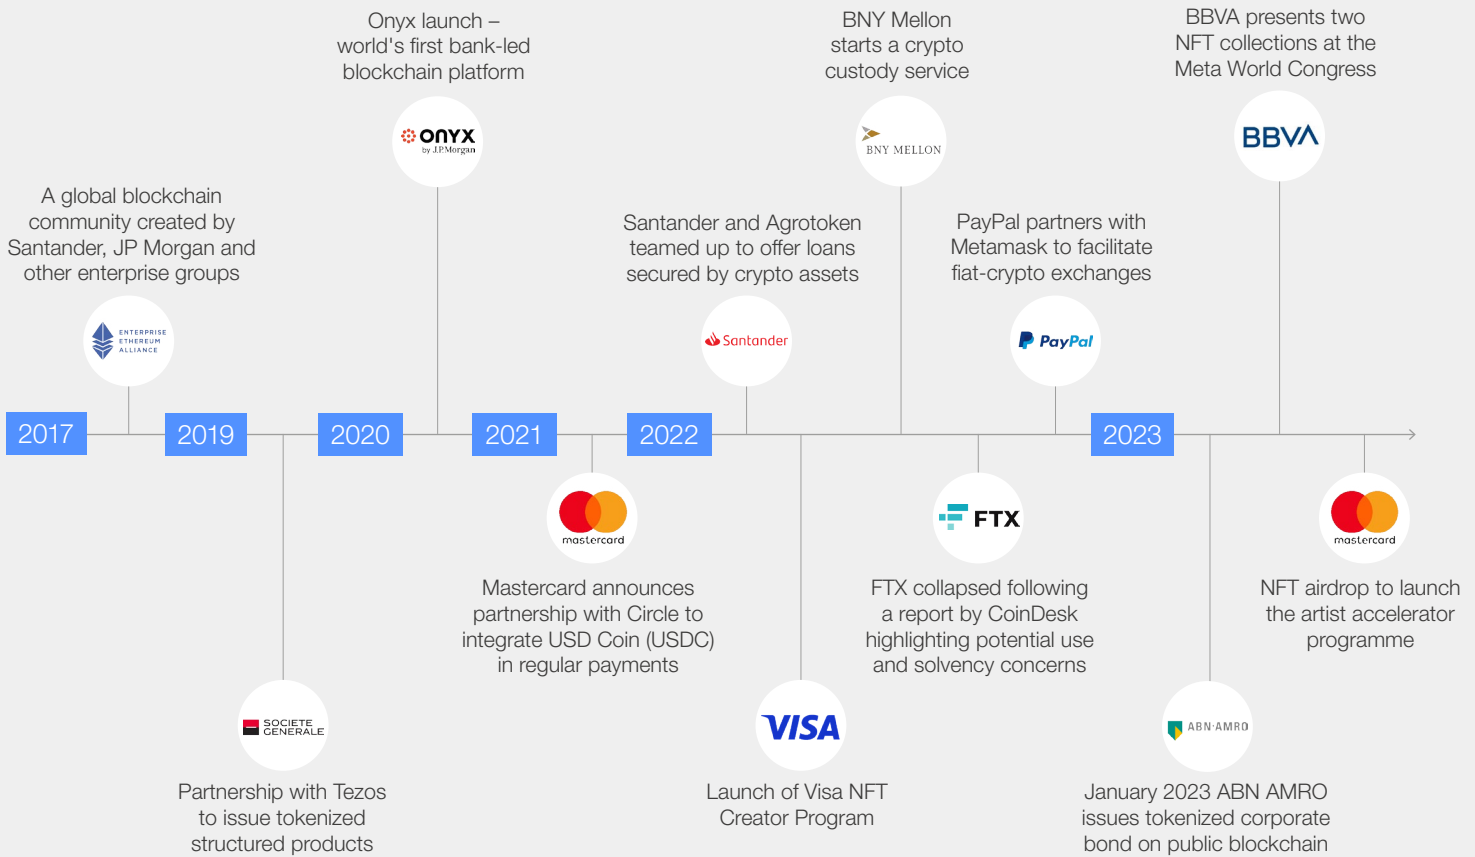 Onyx launch –
world's first bank-led
blockchain platform
ONYX
by J.P.Morgan
BNY Mellon
starts a crypto
custody service
BNY MELLON
BBVA presents two
NFT collections at the
Meta World Congress
BBVA
A global blockchain
community created by
Santander, JP Morgan and
other enterprise groups
ENTERPRISE
ETHEREUM
ALLIANCE
Santander and Agrotoken
teamed up to offer loans
secured by crypto assets
Santander
PayPal partners with
Metamask to facilitate
fiat-crypto exchanges
PayPal
2017
2019
2020
2021
2022
2023
mastercard
Mastercard announces
partnership with Circle to
integrate USD Coin (USDC)
in regular payments
FTX
FTX collapsed following
a report by CoinDesk
highlighting potential use
and solvency concerns
mastercard
NFT airdrop to launch
the artist accelerator
programme
SOCIETE
GENERALE
Partnership with Tezos
to issue tokenized
structured products
VISA
Launch of Visa NFT
Creator Program
ABN·AMRO
January 2023 ABN AMRO
issues tokenized corporate
bond on public blockchain